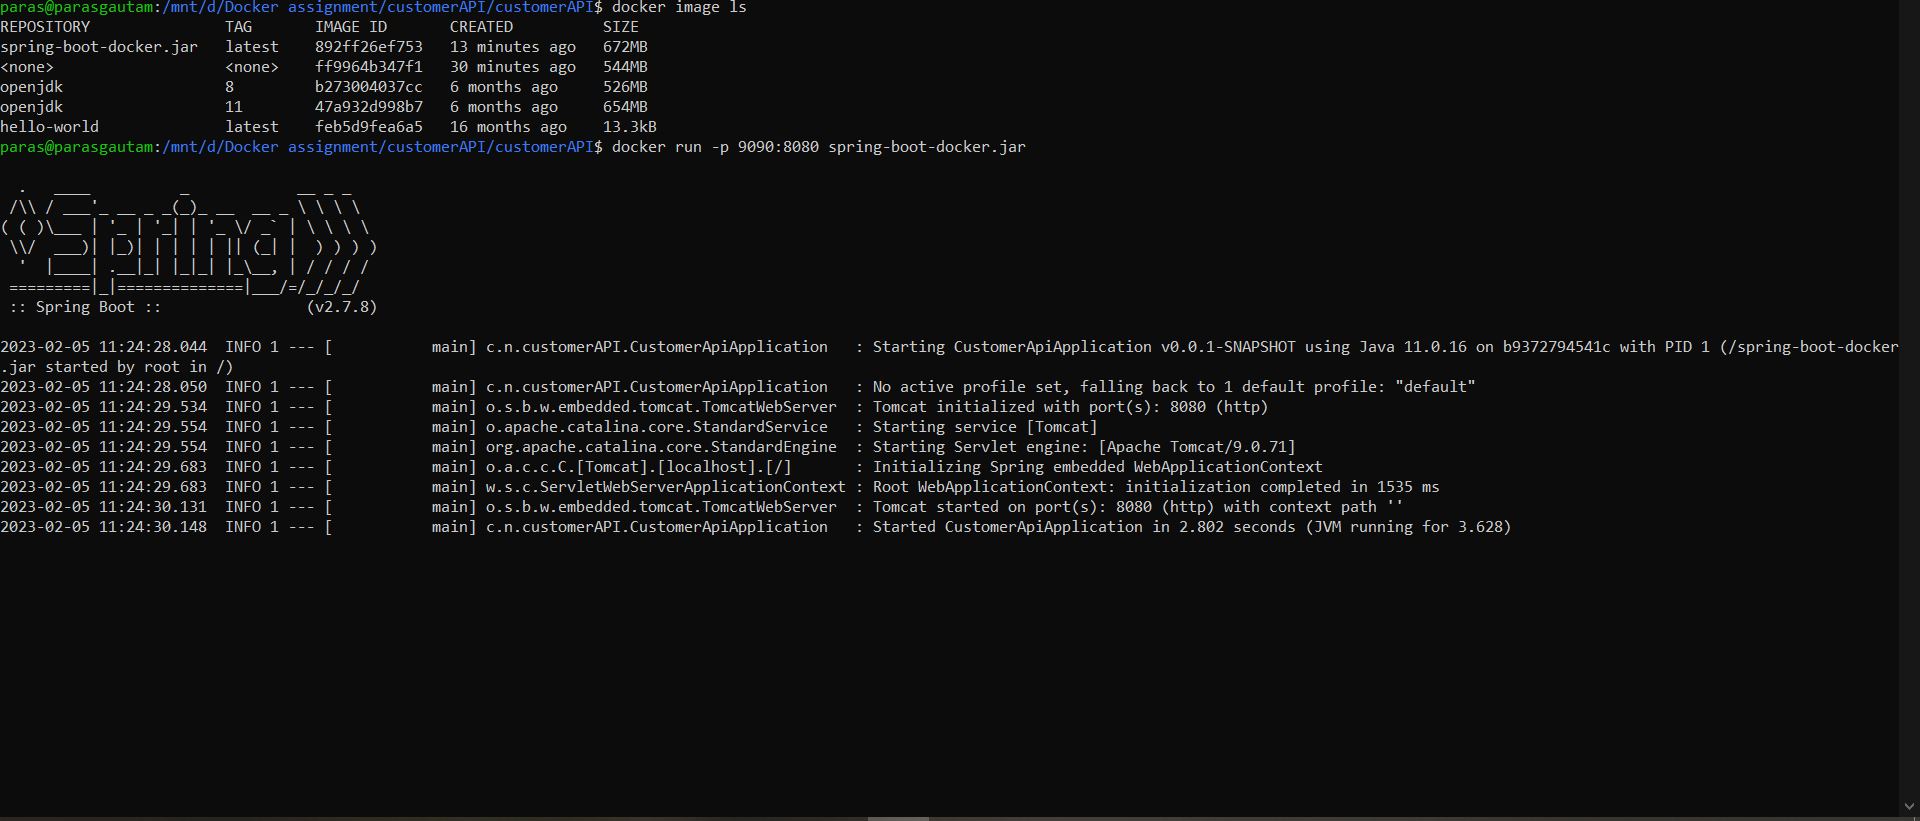 paras@parasgautam:/mnt/d/Docker assignment/customerAPI/customerAPI$ docker image ls
REPOSITORY               TAG       IMAGE ID       CREATED          SIZE
spring-boot-docker.jar   latest    892ff26ef753   13 minutes ago   672MB
<none>                   <none>    ff9964b347f1   30 minutes ago   544MB
openjdk                  8         b273004037cc   6 months ago     526MB
openjdk                  11        47a932d998b7   6 months ago     654MB
hello-world              latest    feb5d9fea6a5   16 months ago    13.3kB
paras@parasgautam:/mnt/d/Docker assignment/customerAPI/customerAPI$ docker run -p 9090:8080 spring-boot-docker.jar

  .   ____          _            __ _ _
 /\\ / ___'_ __ _ _(_)_ __  __ _ \ \ \ \
( ( )\___ | '_ | '_| | '_ \/ _` | \ \ \ \
 \\/  ___)| |_)| | | | | || (_| |  ) ) ) )
  '  |____| .__|_| |_|_| |_\__, | / / / /
 =========|_|==============|___/=/_/_/_/
 :: Spring Boot ::                (v2.7.8)

2023-02-05 11:24:28.044  INFO 1 --- [           main] c.n.customerAPI.CustomerApiApplication   : Starting CustomerApiApplication v0.0.1-SNAPSHOT using Java 11.0.16 on b9372794541c with PID 1 (/spring-boot-docker
.jar started by root in /)
2023-02-05 11:24:28.050  INFO 1 --- [           main] c.n.customerAPI.CustomerApiApplication   : No active profile set, falling back to 1 default profile: "default"
2023-02-05 11:24:29.534  INFO 1 --- [           main] o.s.b.w.embedded.tomcat.TomcatWebServer  : Tomcat initialized with port(s): 8080 (http)
2023-02-05 11:24:29.554  INFO 1 --- [           main] o.apache.catalina.core.StandardService   : Starting service [Tomcat]
2023-02-05 11:24:29.554  INFO 1 --- [           main] org.apache.catalina.core.StandardEngine  : Starting Servlet engine: [Apache Tomcat/9.0.71]
2023-02-05 11:24:29.683  INFO 1 --- [           main] o.a.c.c.C.[Tomcat].[localhost].[/]       : Initializing Spring embedded WebApplicationContext
2023-02-05 11:24:29.683  INFO 1 --- [           main] w.s.c.ServletWebServerApplicationContext : Root WebApplicationContext: initialization completed in 1535 ms
2023-02-05 11:24:30.131  INFO 1 --- [           main] o.s.b.w.embedded.tomcat.TomcatWebServer  : Tomcat started on port(s): 8080 (http) with context path ''
2023-02-05 11:24:30.148  INFO 1 --- [           main] c.n.customerAPI.CustomerApiApplication   : Started CustomerApiApplication in 2.802 seconds (JVM running for 3.628)